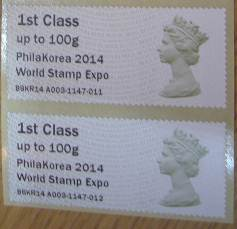 1st Class
up to 100g
PhilaKorea 2014
World Stamp Expo
B9KR14 A003-1147-011
1st Class
up to 100g
PhilaKorea 2014
World Stamp Expo
B9KR14 A003-1147-012